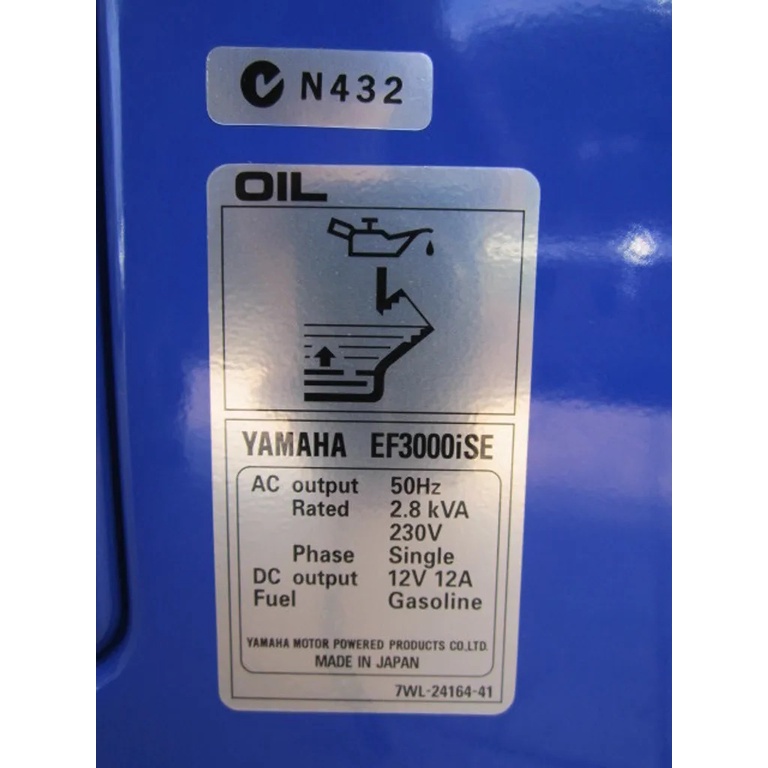 N432
OIL
YAMAHA EF3000iSE
AC output 50Hz
Rated 2.8 kVA
230V
Phase Single
DC output 12V 12A
Fuel Gasoline
YAMAHA MOTOR POWERED PRODUCTS CO.,LTD.
MADE IN JAPAN
7WL-24164-41